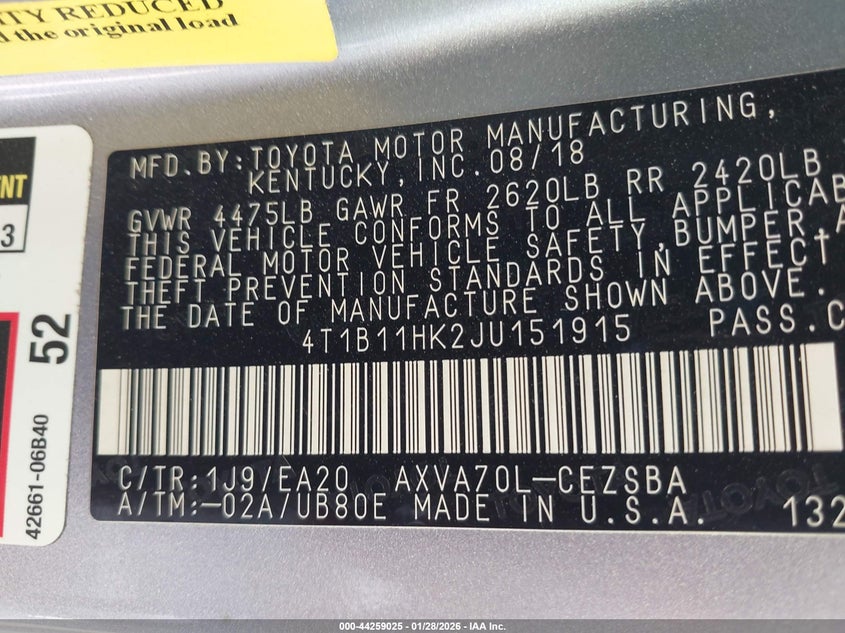 ITY REDUCED
d the original load
ENT
3
52
42661-06B40
MFD.BY:TOYOTA MOTOR MANUFACTURING,
KENTUCKY,INC.08/18
GVWR 4475LB GAWR FR 2620LB RR 2420LB
THIS VEHICLE CONFORMS TO ALL APPLICAB
FEDERAL MOTOR VEHICLE SAFETY,BUMPER,A
THEFT PREVENTION STANDARDS IN EFFECT
THE DATE OF MANUFACTURE SHOWN ABOVE.
4T1B11HK2JU151915 PASS.C
C/TR:1J9/EA20 AXVA70L-CEZSBA
A/TM:-02A/UB80E MADE IN U.S.A. 132
000-44259025 | 01/28/2026 - IAA Inc.